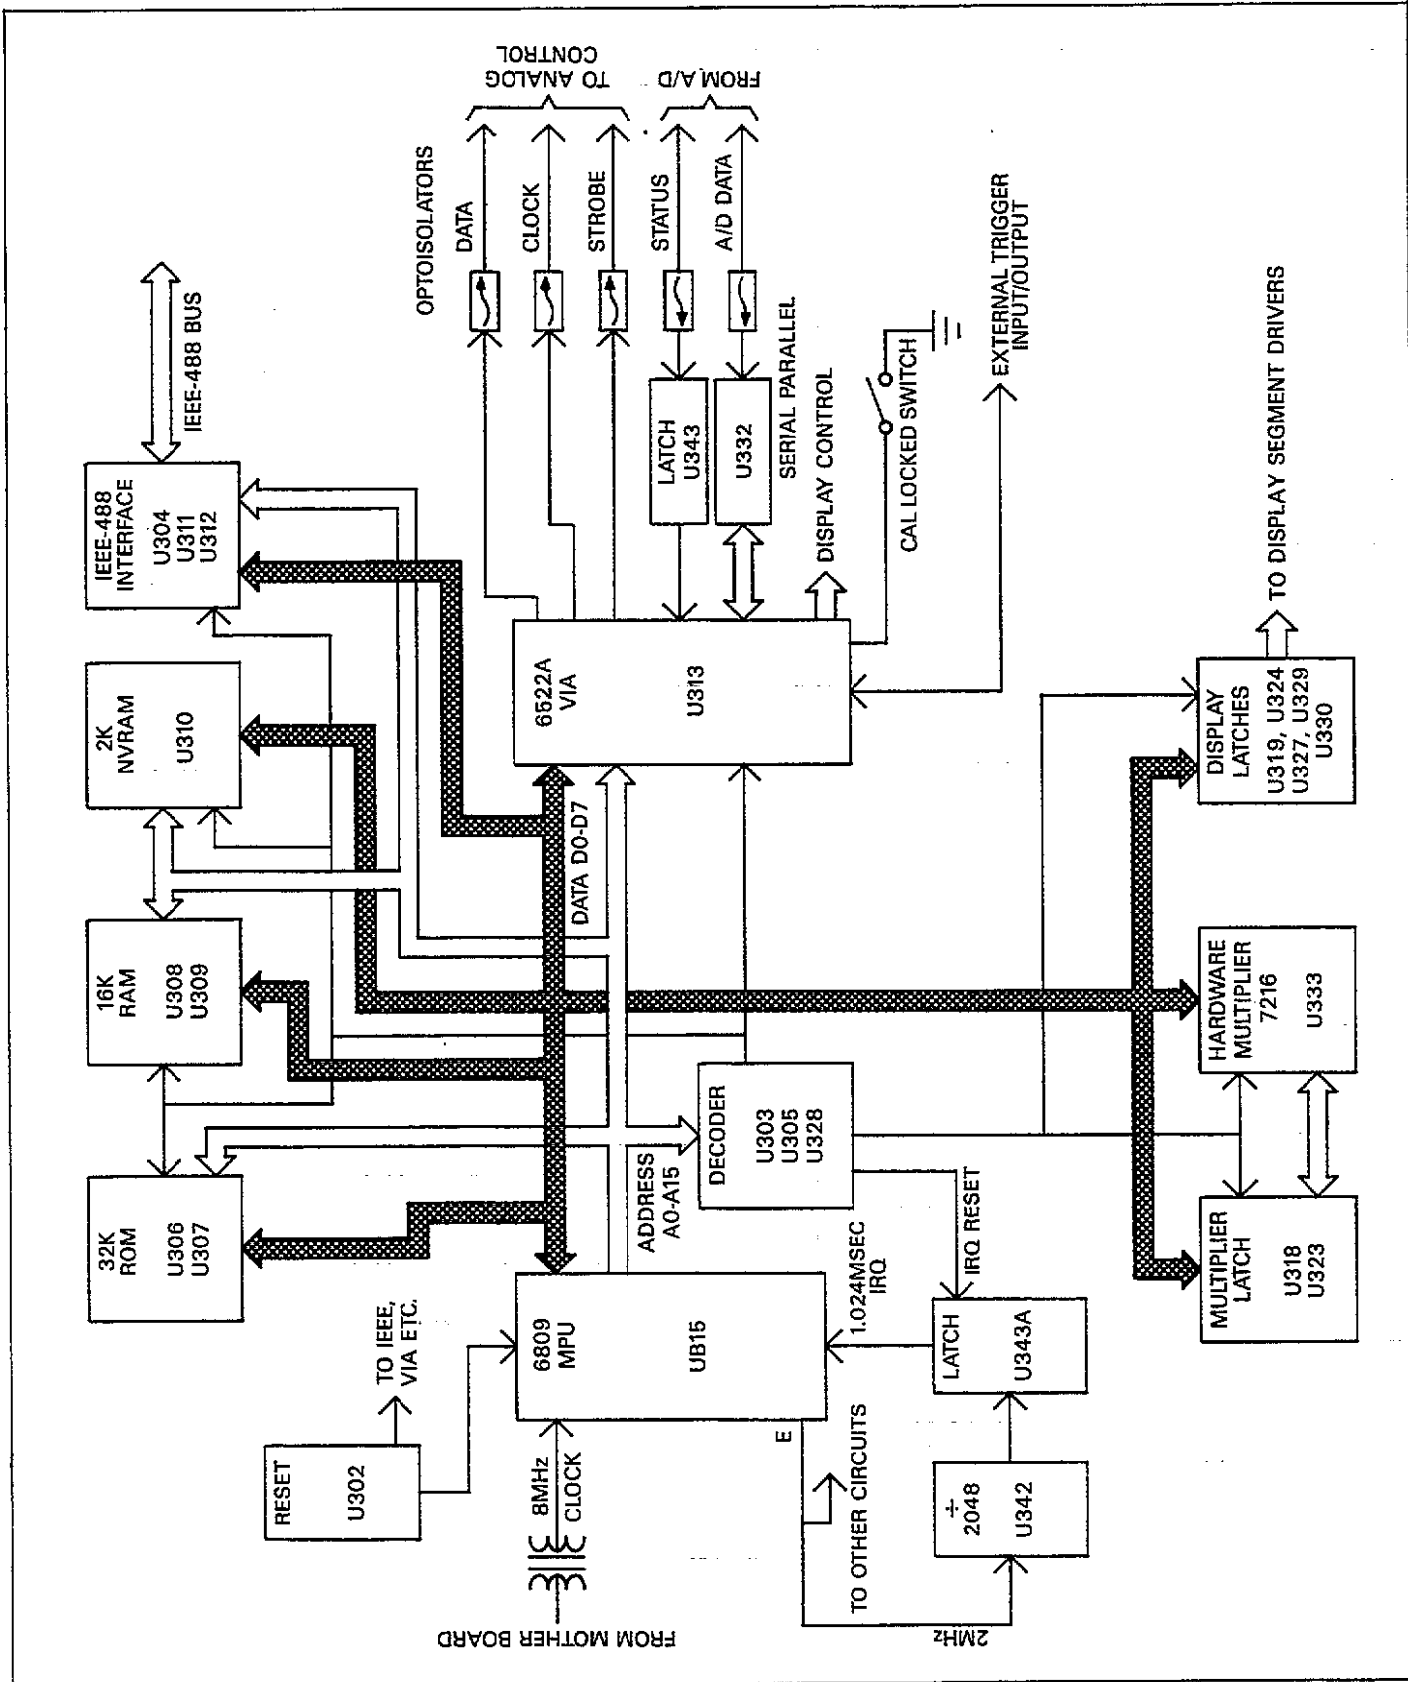 RESET
U302
TO IEEE,
VIA ETC.
FROM MOTHER BOARD
8MHz
CLOCK
6809
MPU
UB15
E
TO OTHER CIRCUITS
2MHz
÷
2048
U342
LATCH
U343A
1.024MSEC
IRQ
IRQ RESET
32K
ROM
U306
U307
16K
RAM
U308
U309
2K
NVRAM
U310
IEEE-488
INTERFACE
U304
U311
U312
IEEE-488 BUS
ADDRESS
A0-A15
DATA D0-D7
DECODER
U303
U305
U328
6522A
VIA
U313
OPTOISOLATORS
DATA
CLOCK
STROBE
STATUS
A/D DATA
TO ANALOG
CONTROL
FROM A/D
LATCH
U343
U332
SERIAL PARALLEL
DISPLAY CONTROL
CAL LOCKED SWITCH
EXTERNAL TRIGGER
INPUT/OUTPUT
MULTIPLIER
LATCH
U318
U323
HARDWARE
MULTIPLIER
7216
U333
DISPLAY
LATCHES
U319, U324
U327, U329
U330
TO DISPLAY SEGMENT DRIVERS